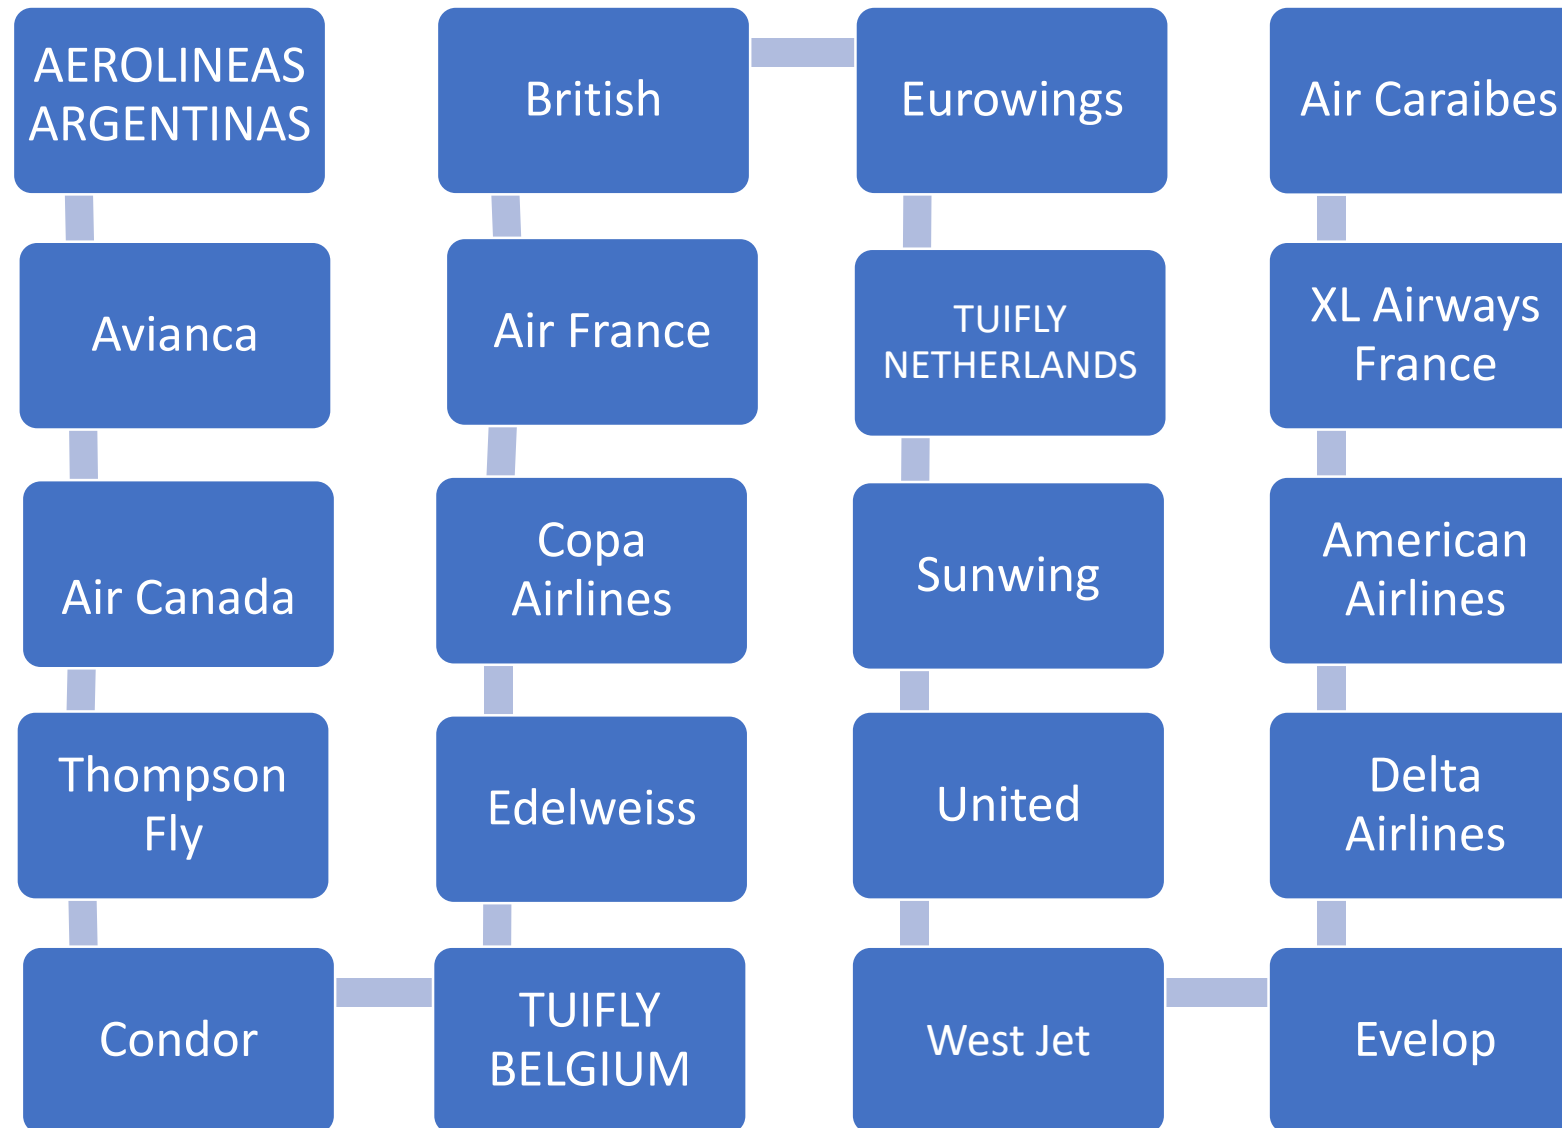 AEROLINEAS
ARGENTINAS
Avianca
Air Canada
Thompson
Fly
Condor
TUIFLY
BELGIUM
Edelweiss
Copa
Airlines
Air France
British
Eurowings
TUIFLY
NETHERLANDS
Sunwing
United
West Jet
Evelop
Delta
Airlines
American
Airlines
XL Airways
France
Air Caraibes